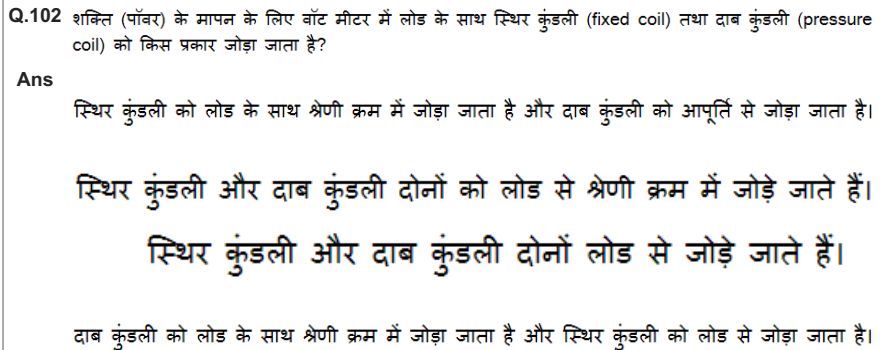 Q.102 शक्ति (पॉवर) के मापन के लिए वॉट मीटर में लोड के साथ स्थिर कुंडली (fixed coil) तथा दाब कुंडली (pressure
coil) को किस प्रकार जोड़ा जाता है?
Ans
स्थिर कुंडली को लोड के साथ श्रेणी क्रम में जोड़ा जाता है और दाब कुंडली को आपूर्ति से जोड़ा जाता है।
स्थिर कुंडली और दाब कुंडली दोनों को लोड से श्रेणी क्रम में जोड़े जाते हैं।
स्थिर कुंडली और दाब कुंडली दोनों लोड से जोड़े जाते हैं।
दाब कुंडली को लोड के साथ श्रेणी क्रम में जोड़ा जाता है और स्थिर कुंडली को लोड से जोड़ा जाता है।